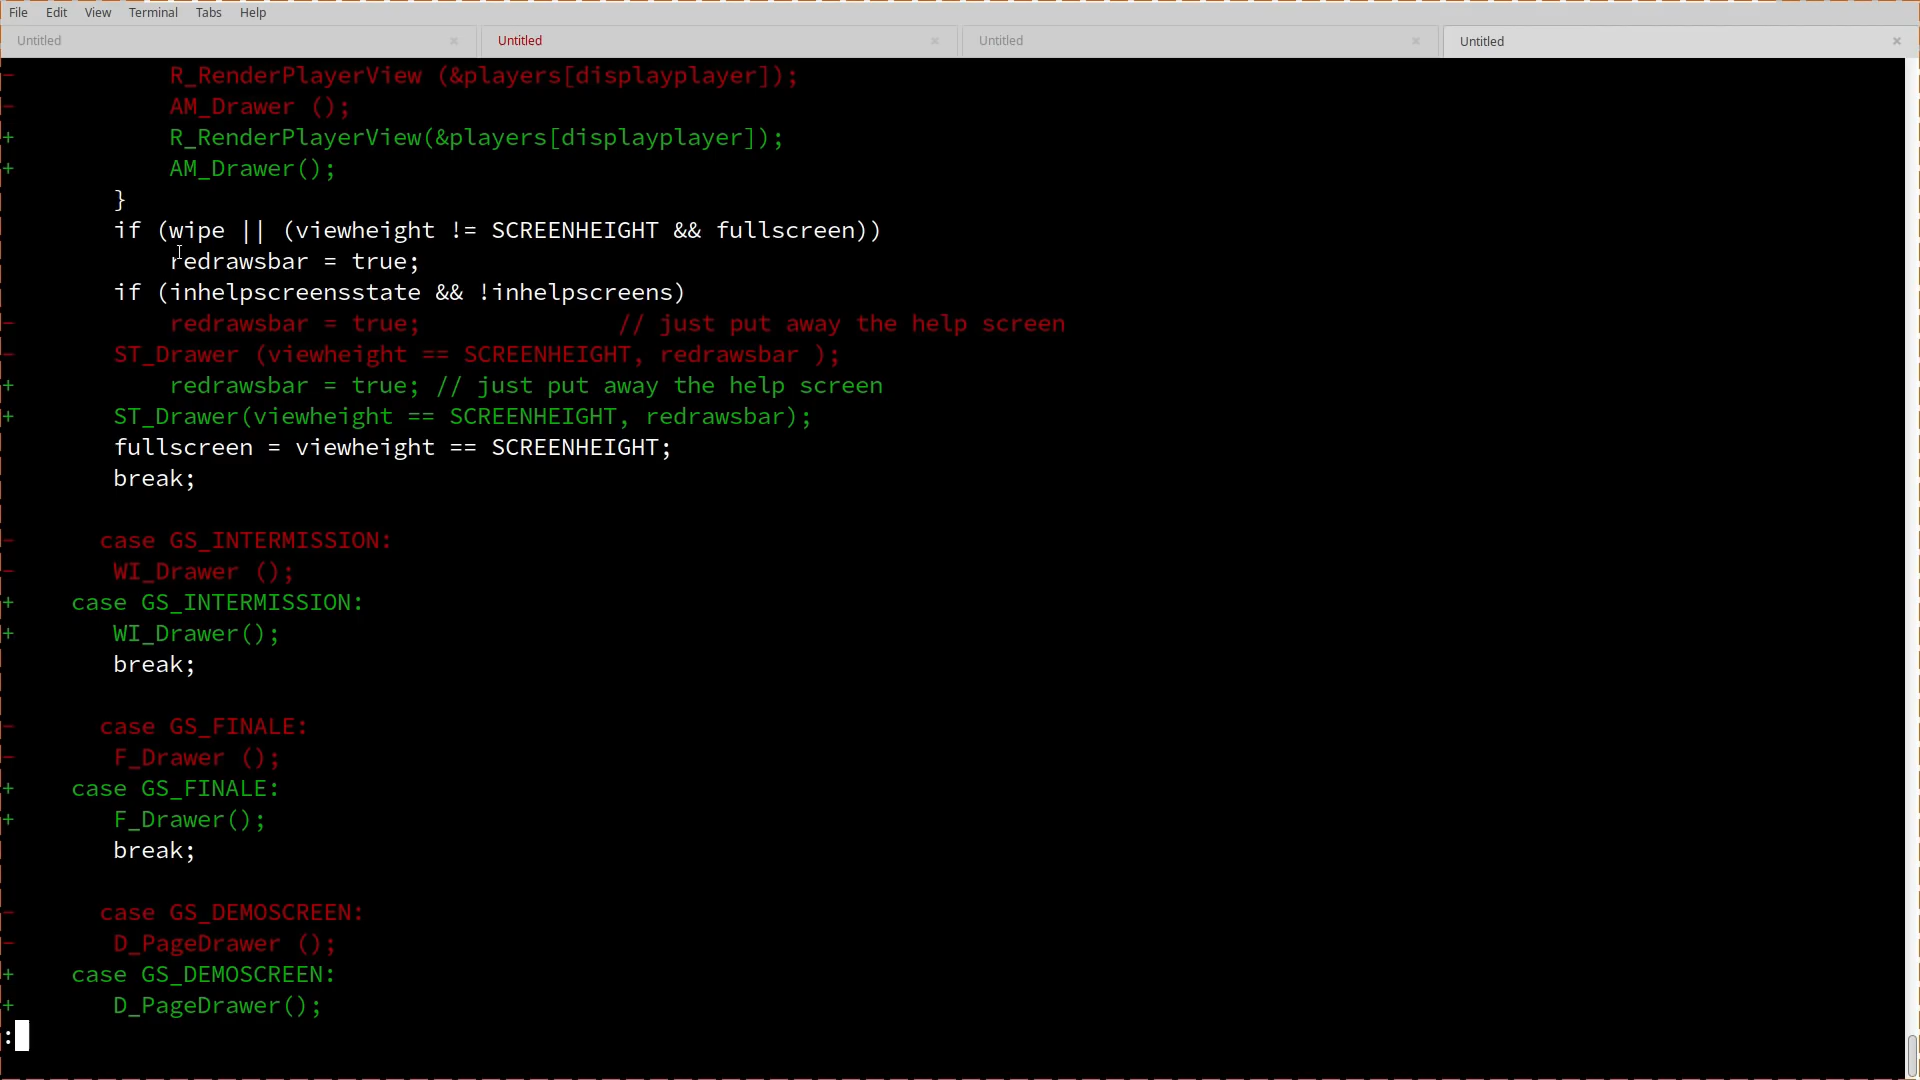 File Edit View Terminal Tabs Help
Untitled Untitled Untitled Untitled
-           R_RenderPlayerView (&players[displayplayer]);
-           AM_Drawer ();
+           R_RenderPlayerView(&players[displayplayer]);
+           AM_Drawer();
        }
        if (wipe || (viewheight != SCREENHEIGHT && fullscreen))
            redrawsbar = true;
        if (inhelpscreensstate && !inhelpscreens)
-           redrawsbar = true;              // just put away the help screen
-       ST_Drawer (viewheight == SCREENHEIGHT, redrawsbar );
+           redrawsbar = true; // just put away the help screen
+       ST_Drawer(viewheight == SCREENHEIGHT, redrawsbar);
        fullscreen = viewheight == SCREENHEIGHT;
        break;
-      case GS_INTERMISSION:
-       WI_Drawer ();
+    case GS_INTERMISSION:
+       WI_Drawer();
        break;
-      case GS_FINALE:
-       F_Drawer ();
+    case GS_FINALE:
+       F_Drawer();
        break;
-      case GS_DEMOSCREEN:
-       D_PageDrawer ();
+    case GS_DEMOSCREEN:
+       D_PageDrawer();
: